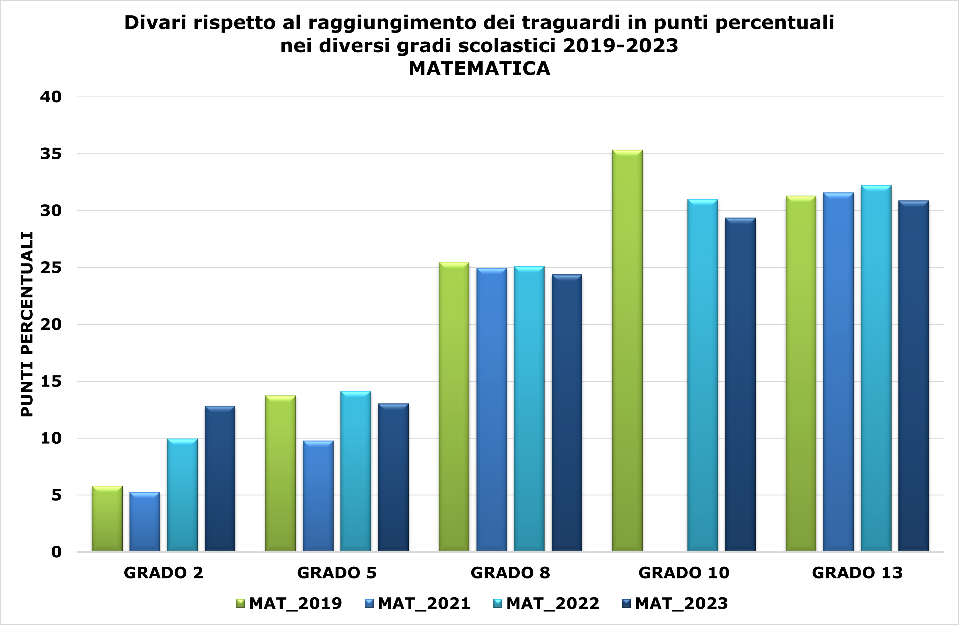 Divari rispetto al raggiungimento dei traguardi in punti percentuali
nei diversi gradi scolastici 2019-2023
MATEMATICA
PUNTI PERCENTUALI
40
35
30
25
20
15
10
5
0
GRADO 2 GRADO 5 GRADO 8 GRADO 10 GRADO 13
MAT_2019 MAT_2021 MAT_2022 MAT_2023